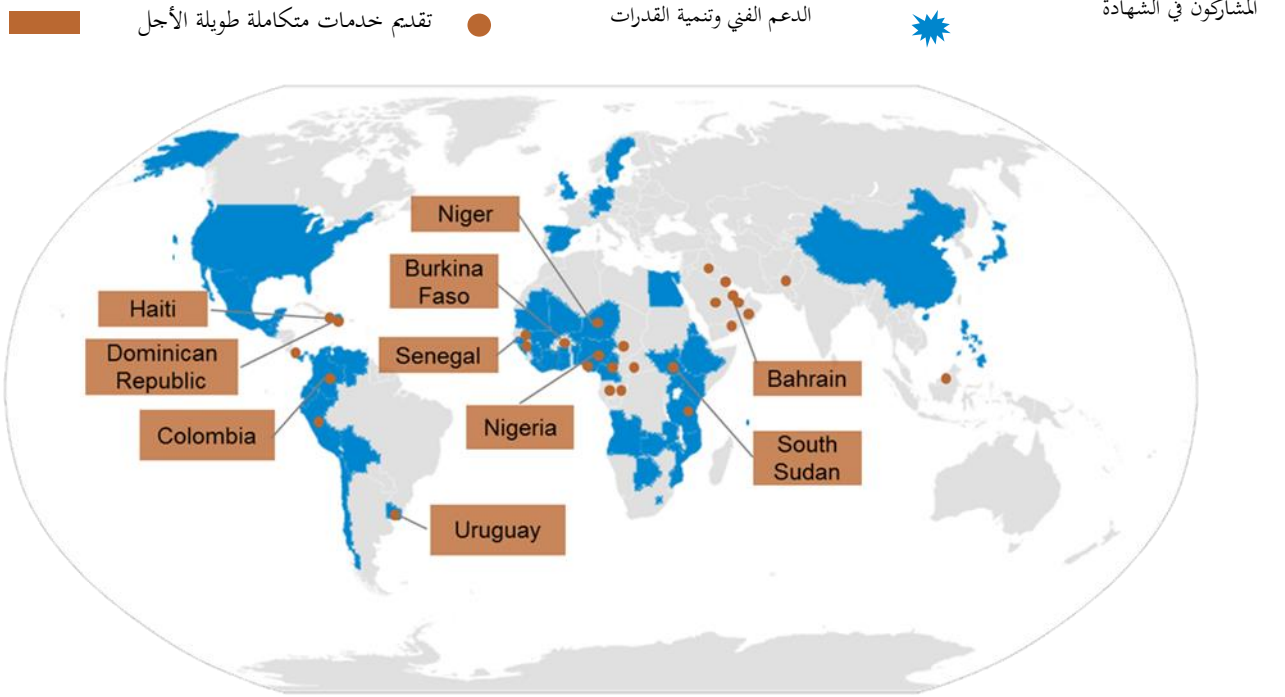 المشاركون في الشهادة
الدعم الفني وتنمية القدرات
تقديم خدمات متكاملة طويلة الأجل
Niger
Burkina
Faso
Haiti
Dominican
Republic
Senegal
Colombia
Nigeria
Bahrain
South
Sudan
Uruguay